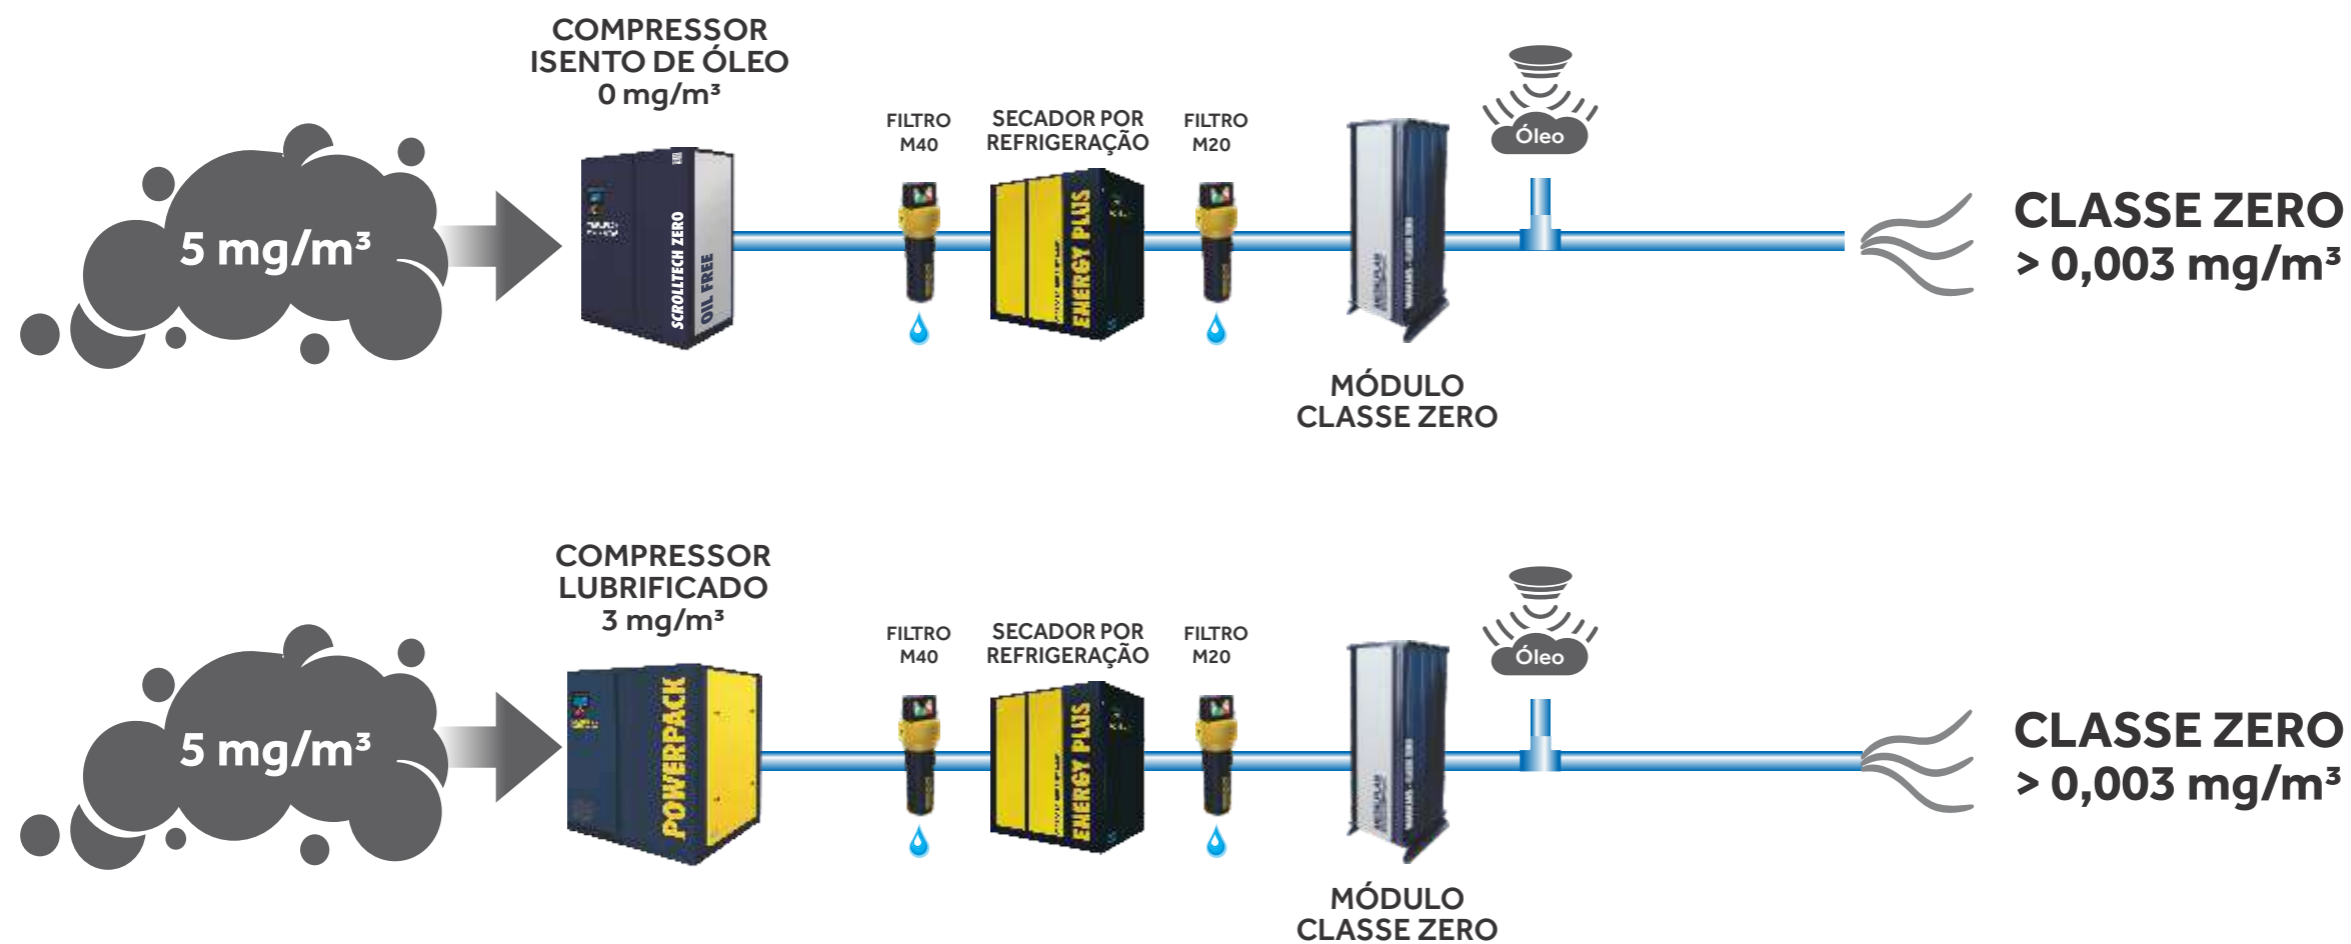 COMPRESSOR
ISENTO DE ÓLEO
0 mg/m³
FILTRO
M40
SECADOR POR
REFRIGERAÇÃO
FILTRO
M20
Óleo
5 mg/m³
SCROLLTECH ZERO
OIL FREE
ENERGY PLUS
CLASSE ZERO
> 0,003 mg/m³
MÓDULO
CLASSE ZERO
COMPRESSOR
LUBRIFICADO
3 mg/m³
FILTRO
M40
SECADOR POR
REFRIGERAÇÃO
FILTRO
M20
Óleo
5 mg/m³
POWERPACK
ENERGY PLUS
CLASSE ZERO
> 0,003 mg/m³
MÓDULO
CLASSE ZERO